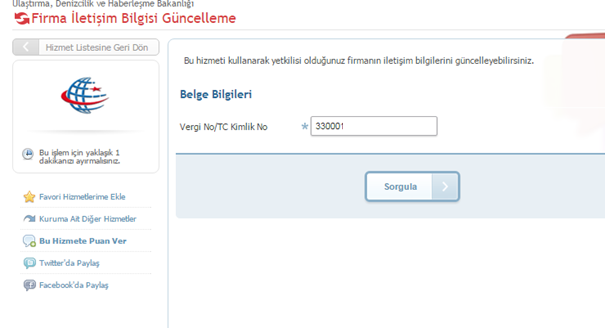 Ulaştırma, Denizcilik ve Haberleşme Bakanlığı
Firma İletişim Bilgisi Güncelleme
Hizmet Listesine Geri Dön
Bu işlem için yaklaşık 1
dakikanızı ayırmalısınız.
Favori Hizmetlerime Ekle
Kuruma Ait Diğer Hizmetler
Bu Hizmete Puan Ver
Twitter'da Paylaş
Facebook'da Paylaş
Bu hizmeti kullanarak yetkilisi olduğunuz firmanın iletişim bilgilerini güncelleyebilirsiniz.
Belge Bilgileri
Vergi No/TC Kimlik No * 330001
Sorgula